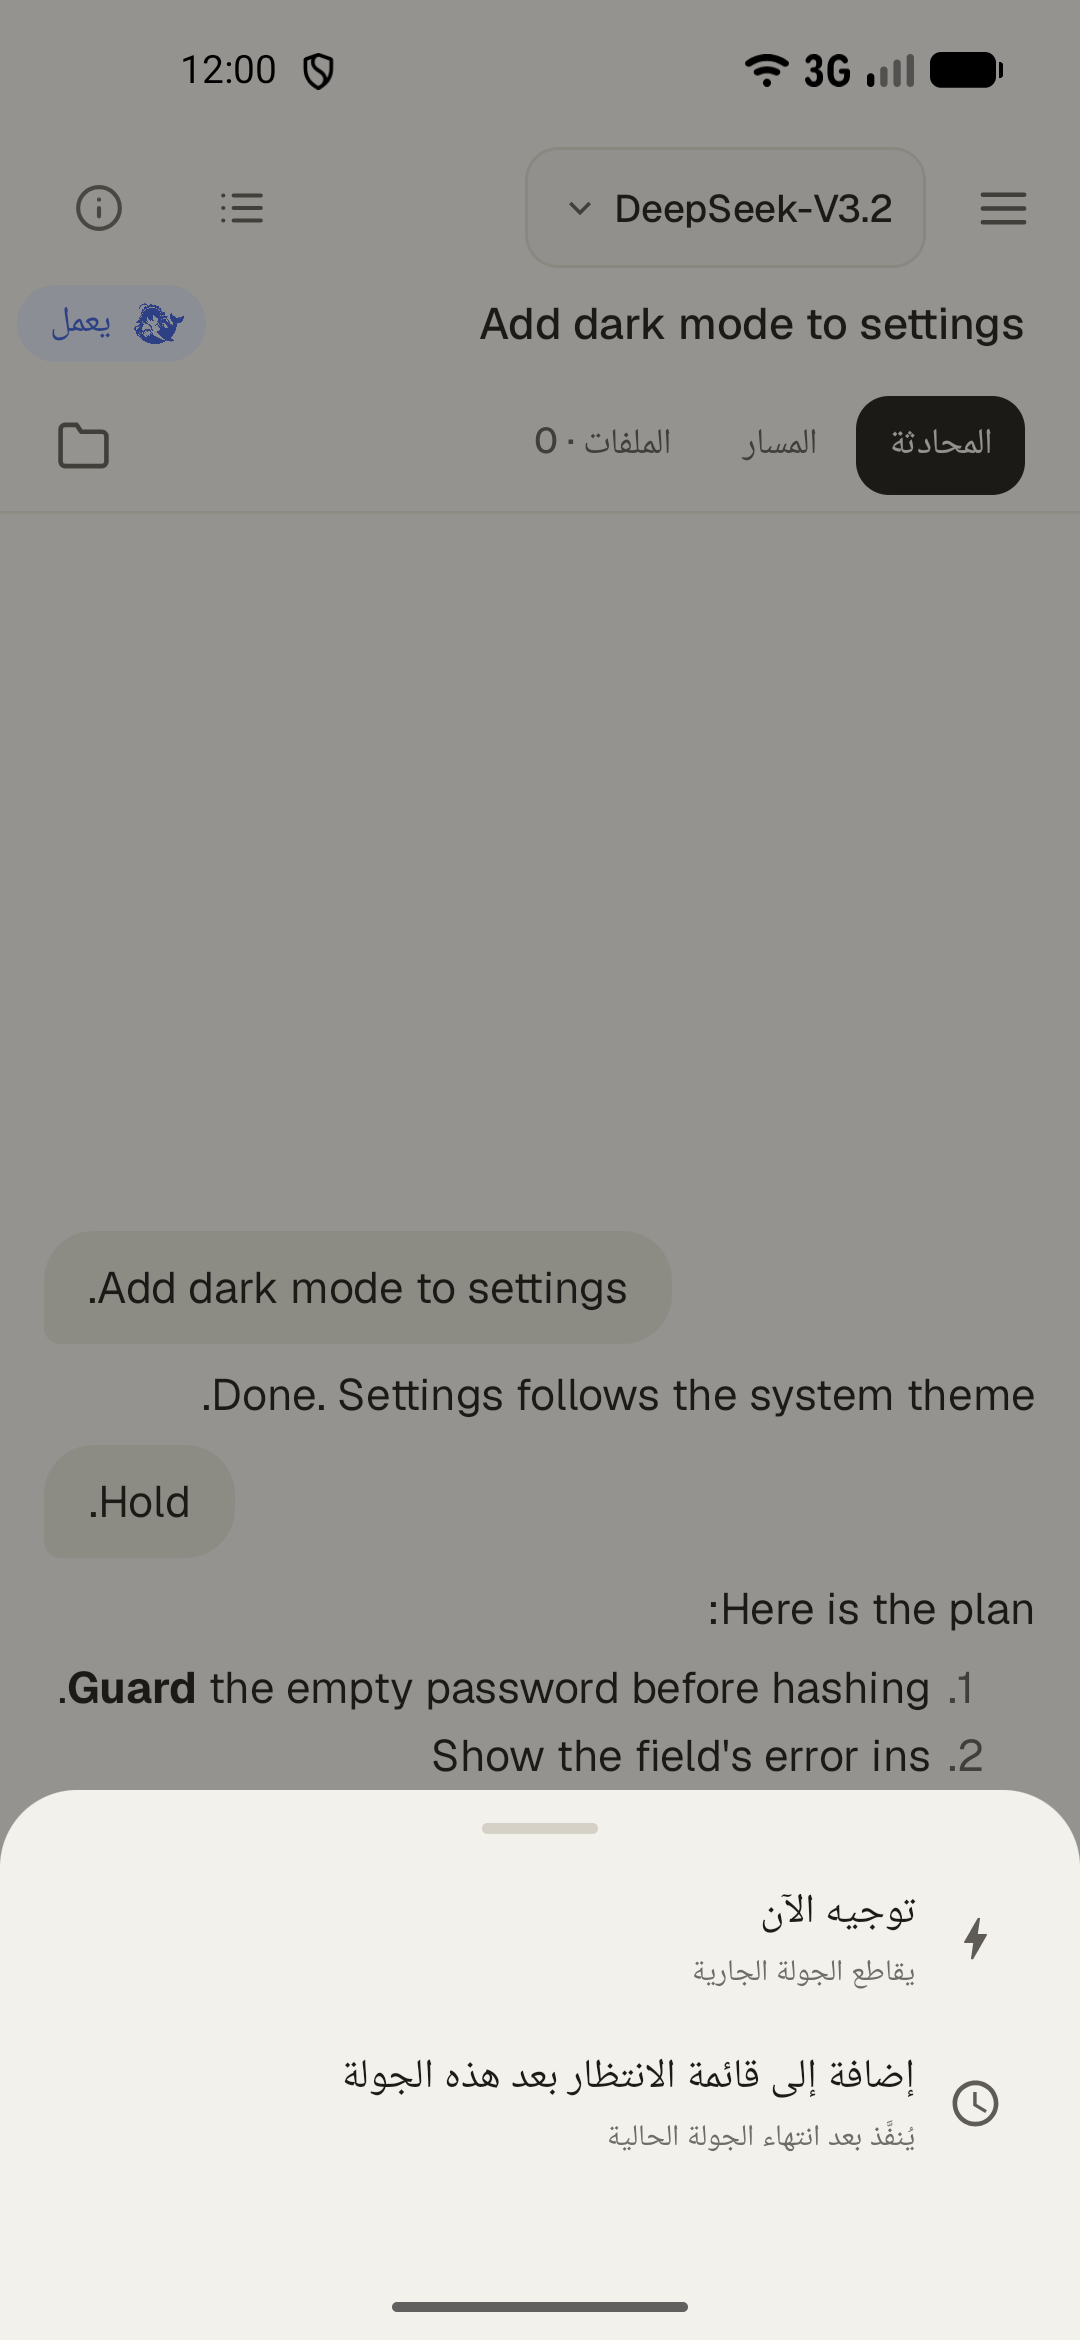 12:00
3G
DeepSeek-V3.2
Add dark mode to settings
يعمل
المحادثة
المسار
الملفات · 0
Add dark mode to settings.
Done. Settings follows the system theme.
Hold.
Here is the plan:
1. Guard the empty password before hashing.
2. Show the field's error ins
توجيه الآن
يقاطع الجولة الجارية
إضافة إلى قائمة الانتظار بعد هذه الجولة
يُنفَّذ بعد انتهاء الجولة الحالية